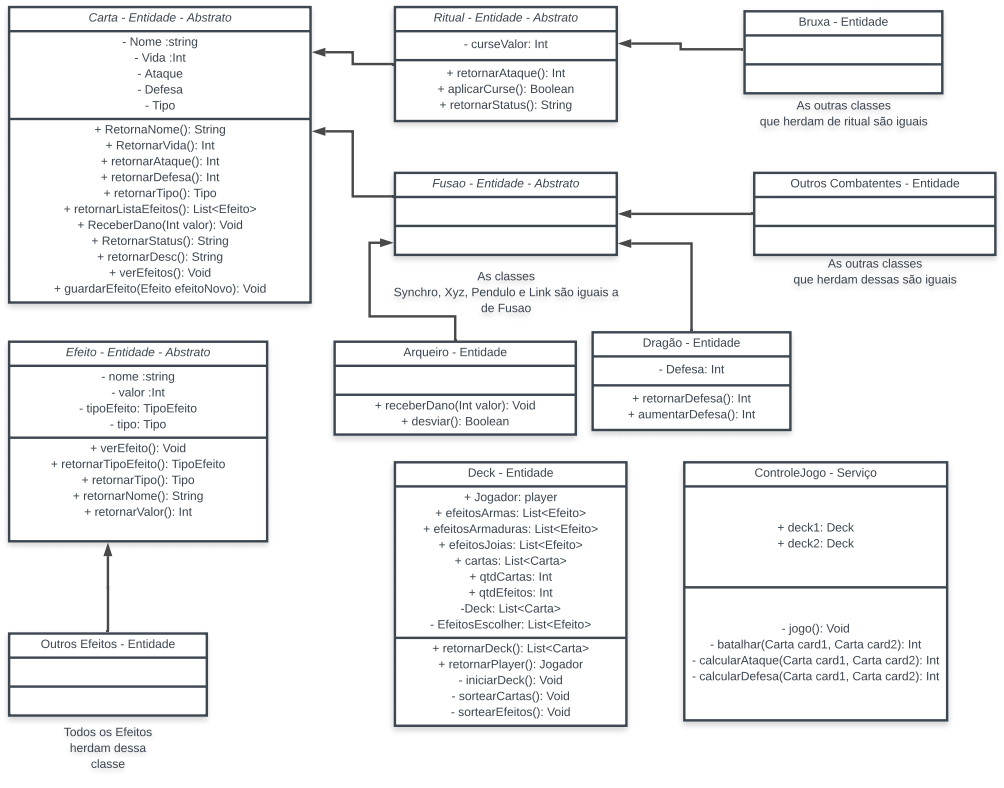 Carta - Entidade - Abstrato
- Nome :string
- Vida :Int
- Ataque
- Defesa
- Tipo
+ RetornaNome(): String
+ RetornarVida(): Int
+ retornarAtaque(): Int
+ retornarDefesa(): Int
+ retornarTipo(): Tipo
+ retornarListaEfeitos(): List<Efeito>
+ ReceberDano(Int valor): Void
+ RetornarStatus(): String
+ retornarDesc(): String
+ verEfeitos(): Void
+ guardarEfeito(Efeito efeitoNovo): Void
Ritual - Entidade - Abstrato
- curseValor: Int
+ retornarAtaque(): Int
+ aplicarCurse(): Boolean
+ retornarStatus(): String
Bruxa - Entidade
As outras classes
que herdam de ritual são iguais
Fusao - Entidade - Abstrato
As classes
Synchro, Xyz, Pendulo e Link são iguais a
de Fusao
Outros Combatentes - Entidade
As outras classes
que herdam dessas são iguais
Efeito - Entidade - Abstrato
- nome :string
- valor :Int
- tipoEfeito: TipoEfeito
- tipo: Tipo
+ verEfeito(): Void
+ retornarTipoEfeito(): TipoEfeito
+ retornarTipo(): Tipo
+ retornarNome(): String
+ retornarValor(): Int
Arqueiro - Entidade
+ receberDano(Int valor): Void
+ desviar(): Boolean
Dragão - Entidade
- Defesa: Int
+ retornarDefesa(): Int
+ aumentarDefesa(): Int
Deck - Entidade
+ Jogador: player
+ efeitosArmas: List<Efeito>
+ efeitosArmaduras: List<Efeito>
+ efeitosJoias: List<Efeito>
+ cartas: List<Carta>
+ qtdCartas: Int
+ qtdEfeitos: Int
-Deck: List<Carta>
- EfeitosEscolher: List<Efeito>
+ retornarDeck(): List<Carta>
+ retornarPlayer(): Jogador
- iniciarDeck(): Void
- sortearCartas(): Void
- sortearEfeitos(): Void
ControleJogo - Serviço
+ deck1: Deck
+ deck2: Deck
- jogo(): Void
- batalhar(Carta card1, Carta card2): Int
- calcularAtaque(Carta card1, Carta card2): Int
- calcularDefesa(Carta card1, Carta card2): Int
Outros Efeitos - Entidade
Todos os Efeitos
herdam dessa
classe